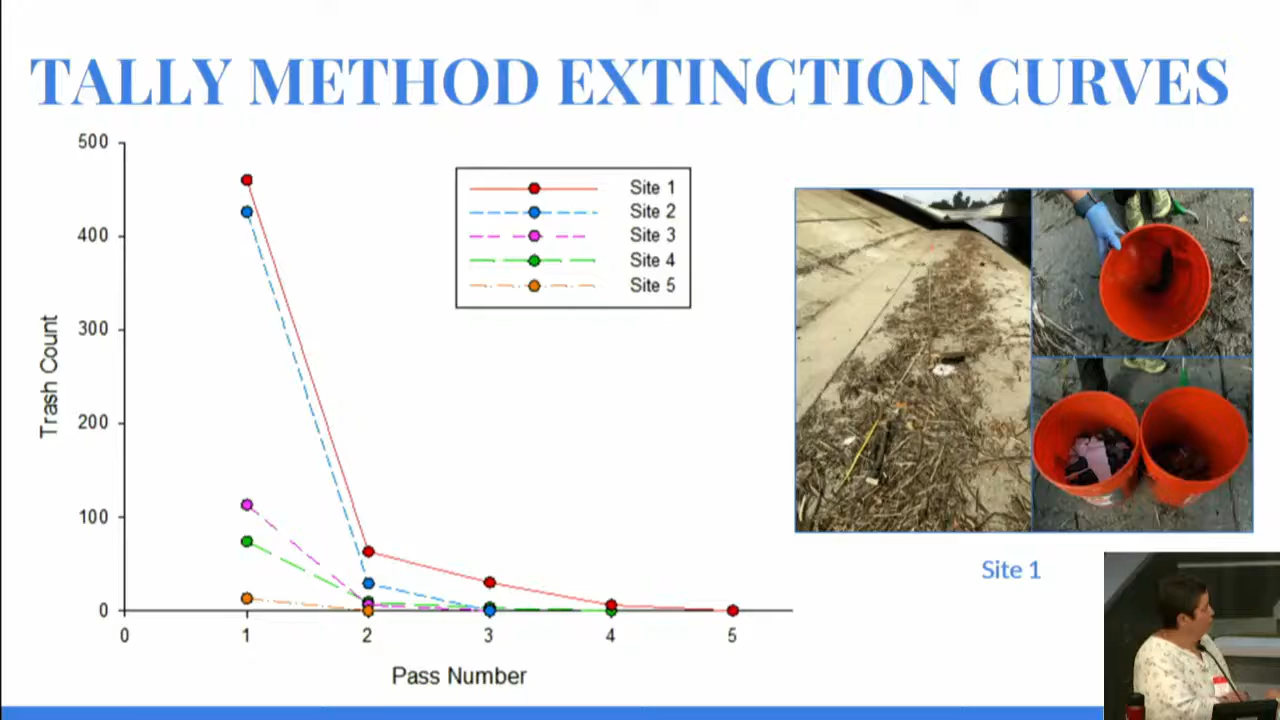 TALLY METHOD EXTINCTION CURVES
500
400
300
200
100
0
Trash Count
0 1 2 3 4 5
Pass Number
Site 1
Site 2
Site 3
Site 4
Site 5
Site 1